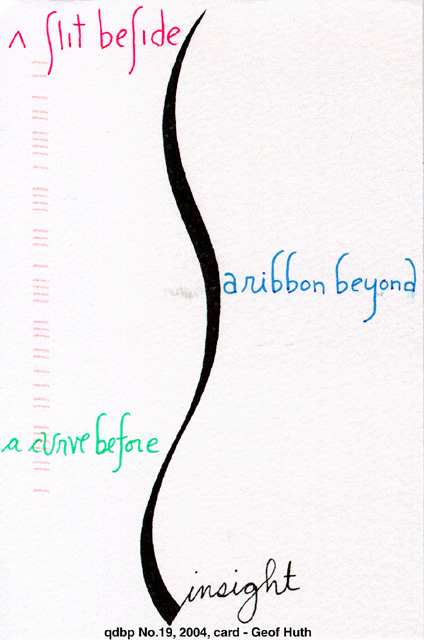 ʌ slit beside
a ribbon beyond
a curve before
insight
qdbp No.19, 2004, card - Geof Huth